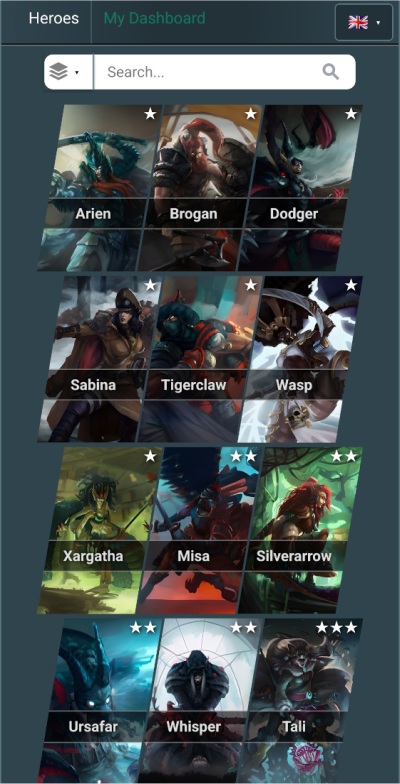 Heroes My Dashboard
Search...
Arien Brogan Dodger
Sabina Tigerclaw Wasp
Xargatha Misa Silverarrow
Ursafar Whisper Tali